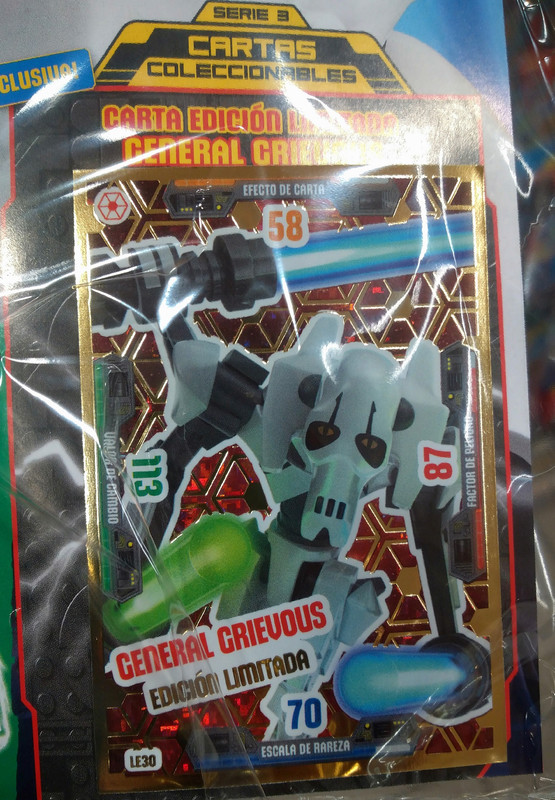 SERIE 3
CARTAS
COLECCIONABLES
CLUSIVA!
CARTA EDICIÓN LIMITADA
GENERAL
EFECTO DE CARTA
58
113
VALOR DE CAMBIO
87
FACTOR DE PELIGRO
GENERAL GRIEVOUS
EDICIÓN LIMITADA
70
LE30
ESCALA DE RAREZA